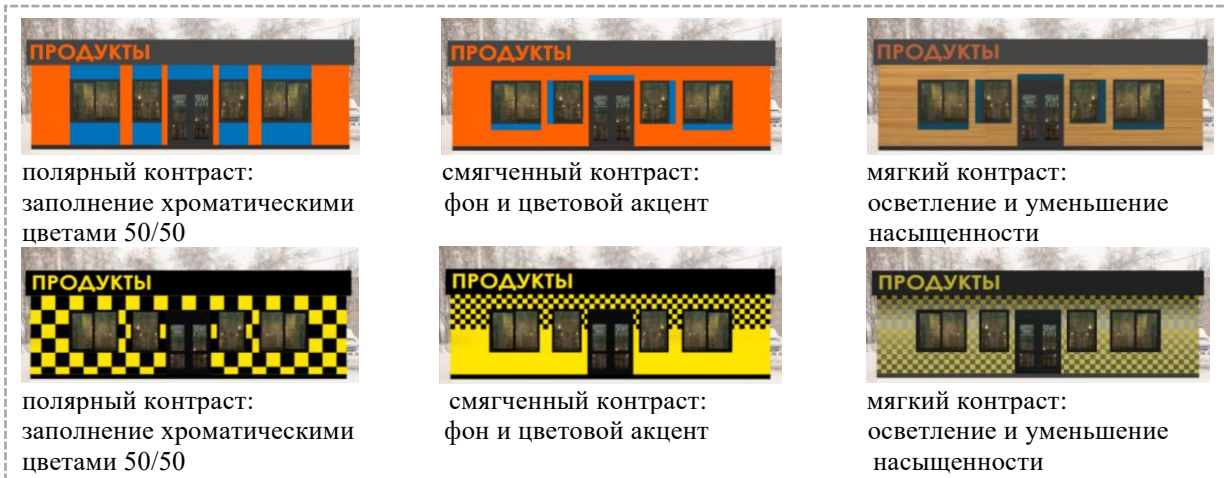 ПРОДУКТЫ
ПРОДУКТЫ
ПРОДУКТЫ
полярный контраст:
заполнение хроматическими
цветами 50/50
смягченный контраст:
фон и цветовой акцент
мягкий контраст:
осветление и уменьшение
насыщенности
ПРОДУКТЫ
ПРОДУКТЫ
ПРОДУКТЫ
полярный контраст:
заполнение хроматическими
цветами 50/50
смягченный контраст:
фон и цветовой акцент
мягкий контраст:
осветление и уменьшение
насыщенности